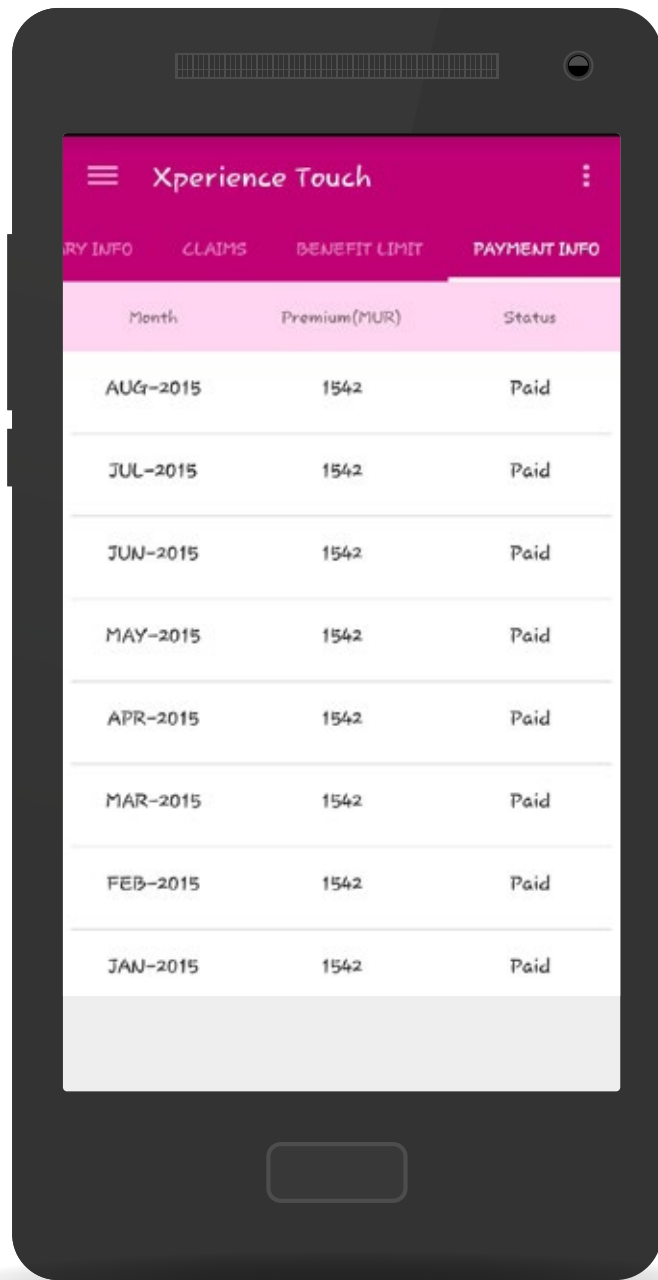 Xperience Touch
RY INFO CLAIMS BENEFIT LIMIT PAYMENT INFO
Month Premium(MUR) Status
AUG-2015 1542 Paid
JUL-2015 1542 Paid
JUN-2015 1542 Paid
MAY-2015 1542 Paid
APR-2015 1542 Paid
MAR-2015 1542 Paid
FEB-2015 1542 Paid
JAN-2015 1542 Paid